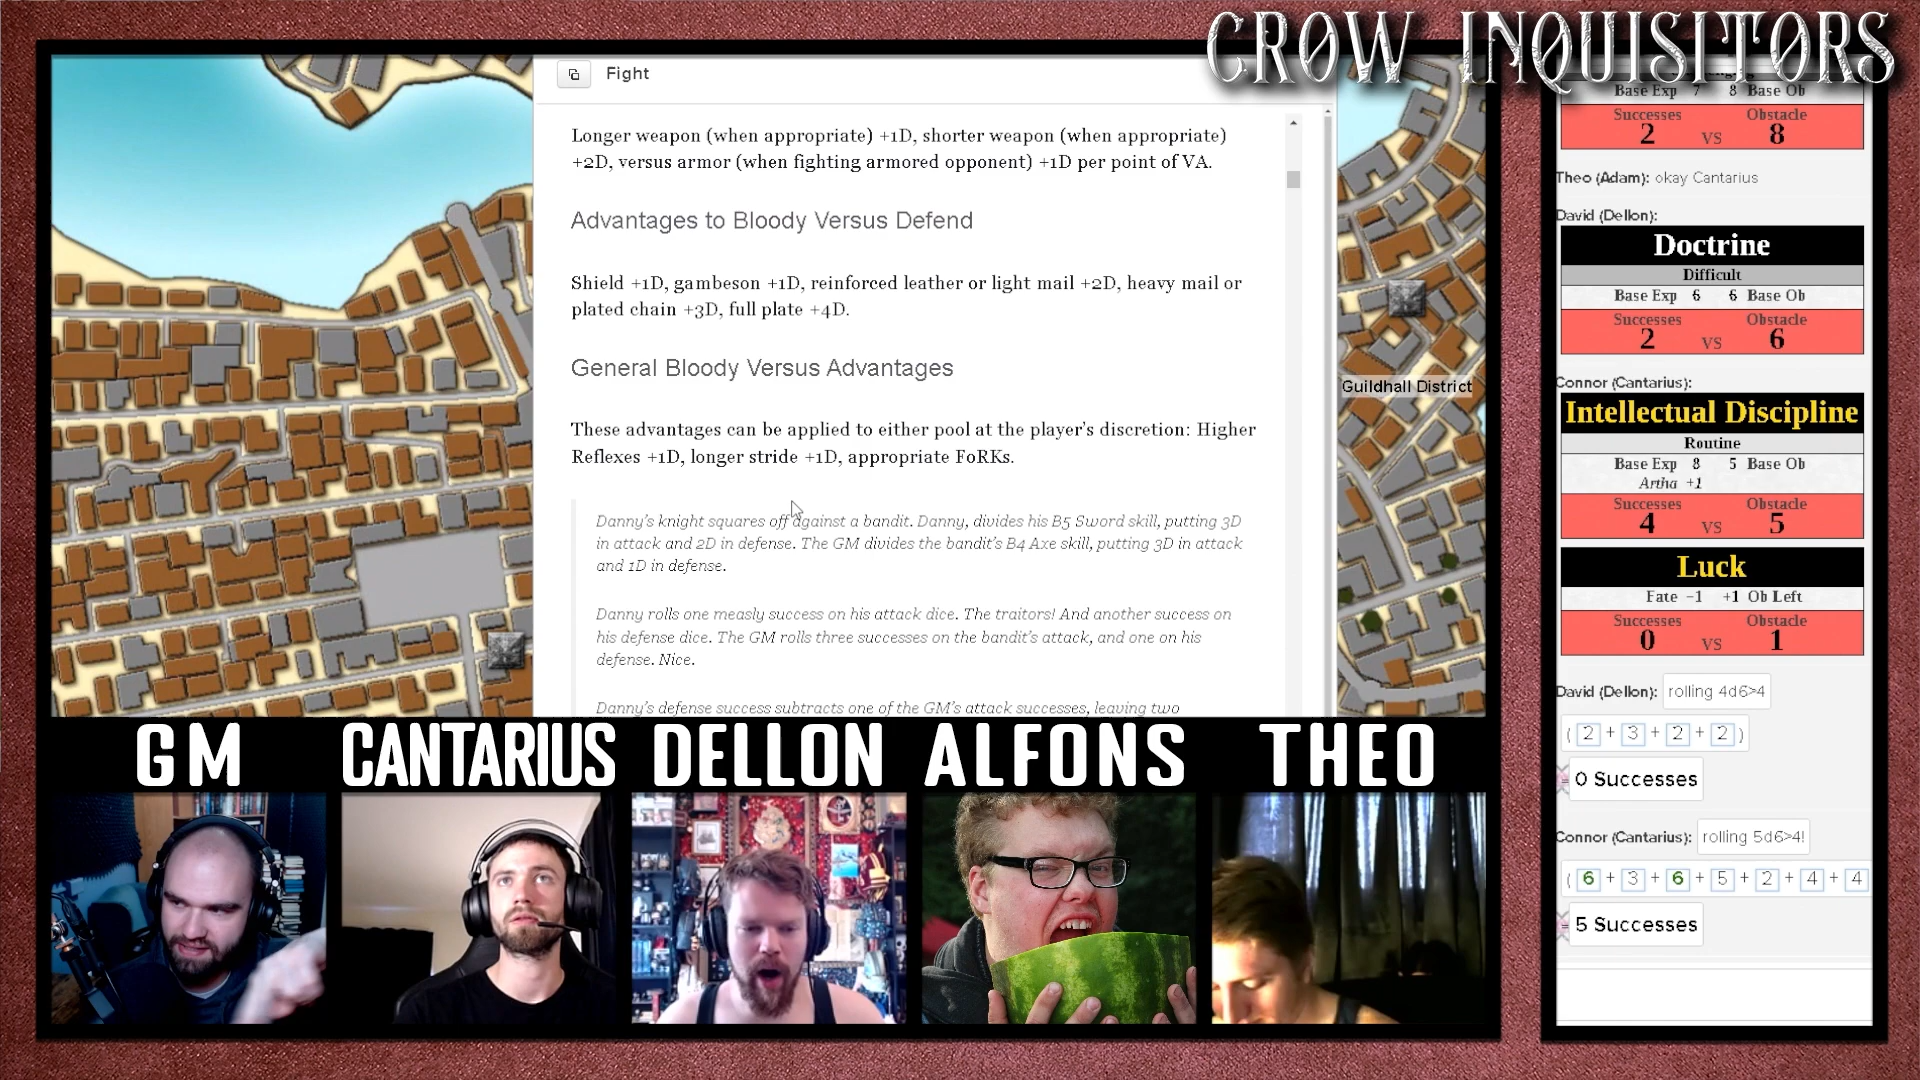 CROW INQUISITORS
Fight
Longer weapon (when appropriate) +1D, shorter weapon (when appropriate)
+2D, versus armor (when fighting armored opponent) +1D per point of VA.
Advantages to Bloody Versus Defend
Shield +1D, gambeson +1D, reinforced leather or light mail +2D, heavy mail or
plated chain +3D, full plate +4D.
General Bloody Versus Advantages
These advantages can be applied to either pool at the player's discretion: Higher
Reflexes +1D, longer stride +1D, appropriate FoRKs.
Danny's knight squares off against a bandit. Danny, divides his B5 Sword skill, putting 3D
in attack and 2D in defense. The GM divides the bandit's B4 Axe skill, putting 3D in attack
and 1D in defense.
Danny rolls one measly success on his attack dice. The traitors! And another success on
his defense dice. The GM rolls three successes on the bandit's attack, and one on his
defense. Nice.
Danny's defense success subtracts one of the GM's attack successes, leaving two
Guildhall District
GM
CANTARIUS
DELLON
ALFONS
THEO
Base Exp 7 8 Base Ob
Successes Obstacle
2 VS 8
Theo (Adam): okay Cantarius
David (Dellon):
Doctrine
Difficult
Base Exp 6 6 Base Ob
Successes Obstacle
2 VS 6
Connor (Cantarius):
Intellectual Discipline
Routine
Base Exp 8 5 Base Ob
Artha +1
Successes Obstacle
4 VS 5
Luck
Fate −1 +1 Ob Left
Successes Obstacle
0 VS 1
David (Dellon): rolling 4d6>4
( 2 + 3 + 2 + 2 )
0 Successes
Connor (Cantarius): rolling 5d6>4!
( 6 + 3 + 6 + 5 + 2 + 4 + 4
5 Successes